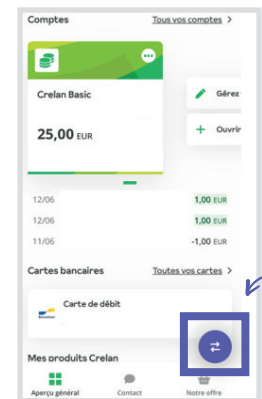 Comptes Tous vos comptes >
Crelan Basic
Gérez
25,00 EUR
+ Ouvrir
12/06 1,00 EUR
12/06 1,00 EUR
11/06 -1,00 EUR
Cartes bancaires Toutes vos cartes >
Carte de débit
Mes produits Crelan
Aperçu général Contact Notre offre